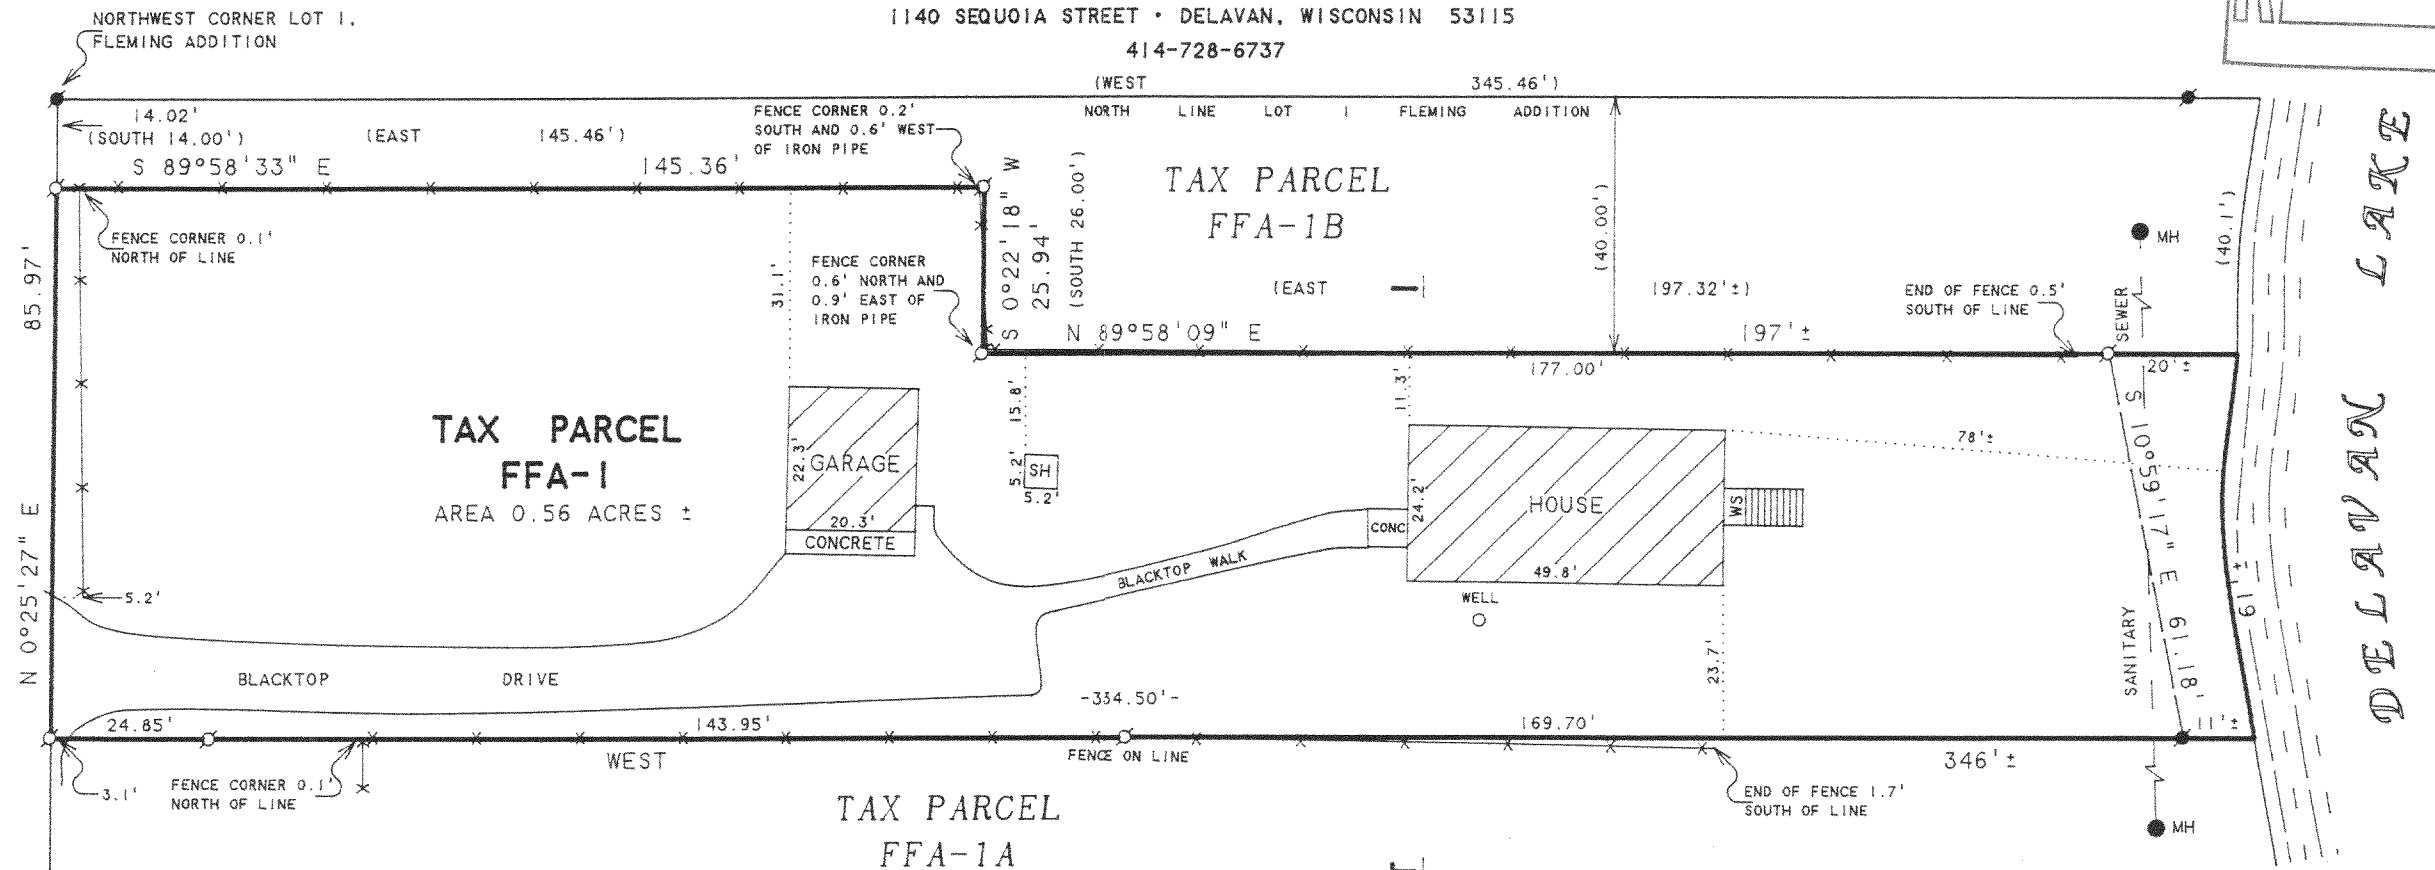 1140 SEQUOIA STREET • DELAVAN, WISCONSIN 53115
414-728-6737
NORTHWEST CORNER LOT 1,
FLEMING ADDITION
(WEST 345.46')
NORTH LINE LOT 1 FLEMING ADDITION
14.02'
(SOUTH 14.00')
(EAST 145.46')
S 89°58'33" E 145.36'
FENCE CORNER 0.2'
SOUTH AND 0.6' WEST
OF IRON PIPE
S 0°22'18" W
25.94'
(SOUTH 26.00')
TAX PARCEL
FFA-1B
(40.00')
(40.1')
MH
DELAVAN LAKE
FENCE CORNER 0.1'
NORTH OF LINE
85.97'
N 0°25'27" E
31.1'
FENCE CORNER
0.6' NORTH AND
0.9' EAST OF
IRON PIPE
(EAST 197.32'±)
N 89°58'09" E 197'±
END OF FENCE 0.5'
SOUTH OF LINE
SEWER
177.00'
20'±
TAX PARCEL
FFA-1
AREA 0.56 ACRES ±
22.3'
GARAGE
20.3'
CONCRETE
15.8'
5.2'
SH
5.2'
11.3'
24.2'
HOUSE
49.8'
CONC
WS
78'±
S 10°59'17" E 61.18'
61'±
BLACKTOP WALK
WELL
23.7'
SANITARY
5.2'
BLACKTOP DRIVE
-334.50'-
24.85'
143.95'
169.70'
11'±
WEST
FENCE ON LINE
346'±
3.1'
FENCE CORNER 0.1'
NORTH OF LINE
END OF FENCE 1.7'
SOUTH OF LINE
MH
TAX PARCEL
FFA-1A